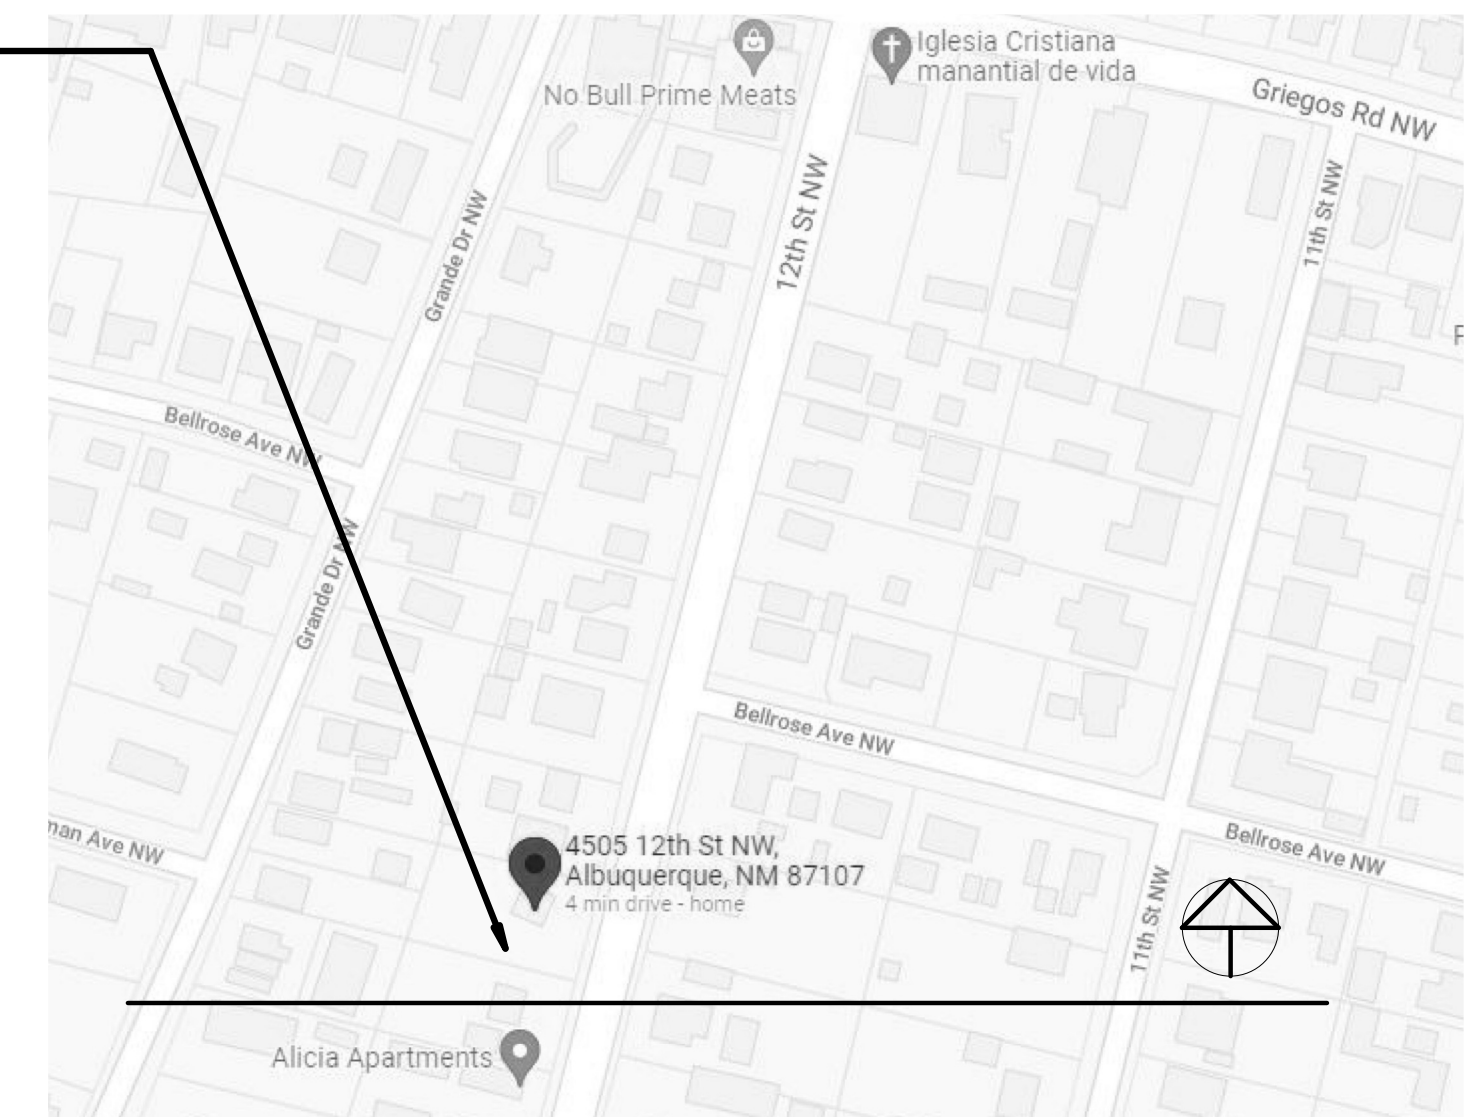 Iglesia Cristiana
manantial de vida
No Bull Prime Meats
Griegos Rd NW
12th St NW
11th St NW
Grande Dr NW
Bellrose Ave NW
Grande Dr NW
Bellrose Ave NW
man Ave NW
4505 12th St NW,
Albuquerque, NM 87107
4 min drive - home
Bellrose Ave NW
11th St NW
Alicia Apartments